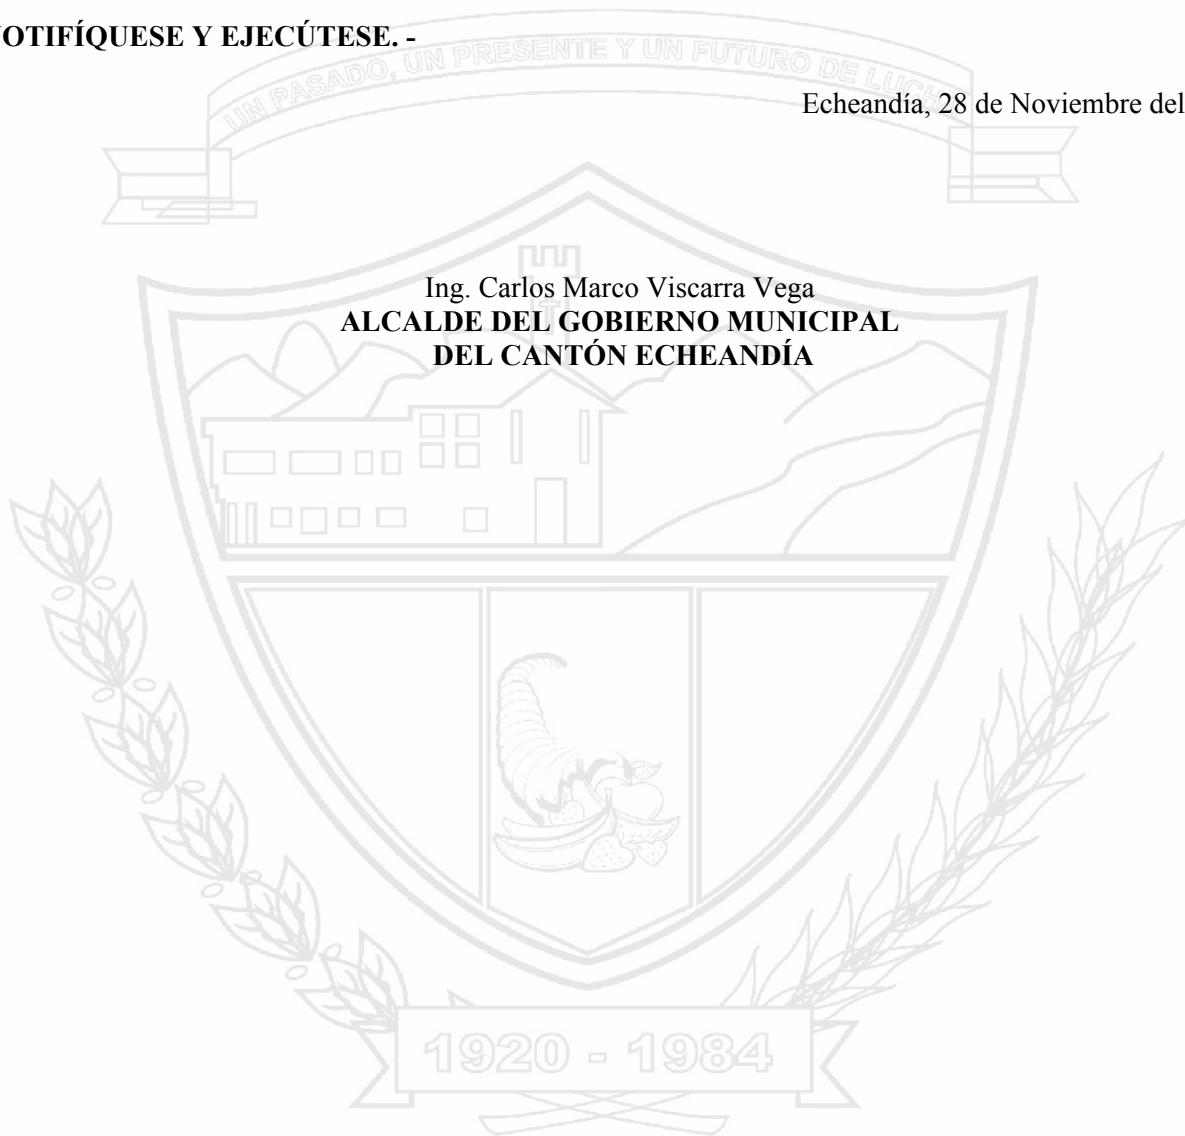 NOTIFÍQUESE Y EJECÚTESE. -
UN PASADO, UN PRESENTE Y UN FUTURO DE LUCHA
Echeandía, 28 de Noviembre del
Ing. Carlos Marco Viscarra Vega
ALCALDE DEL GOBIERNO MUNICIPAL
DEL CANTÓN ECHEANDÍA
1920 - 1984